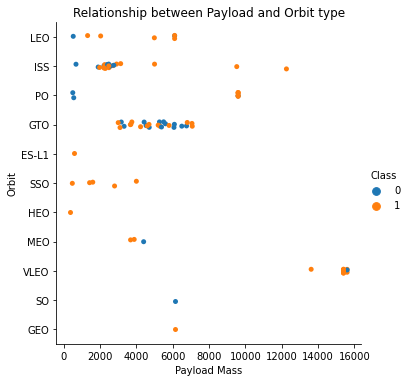 Relationship between Payload and Orbit type
LEO
ISS
PO
GTO
ES-L1
SSO
HEO
MEO
VLEO
SO
GEO
Orbit
0 2000 4000 6000 8000 10000 12000 14000 16000
Payload Mass
Class
0
1